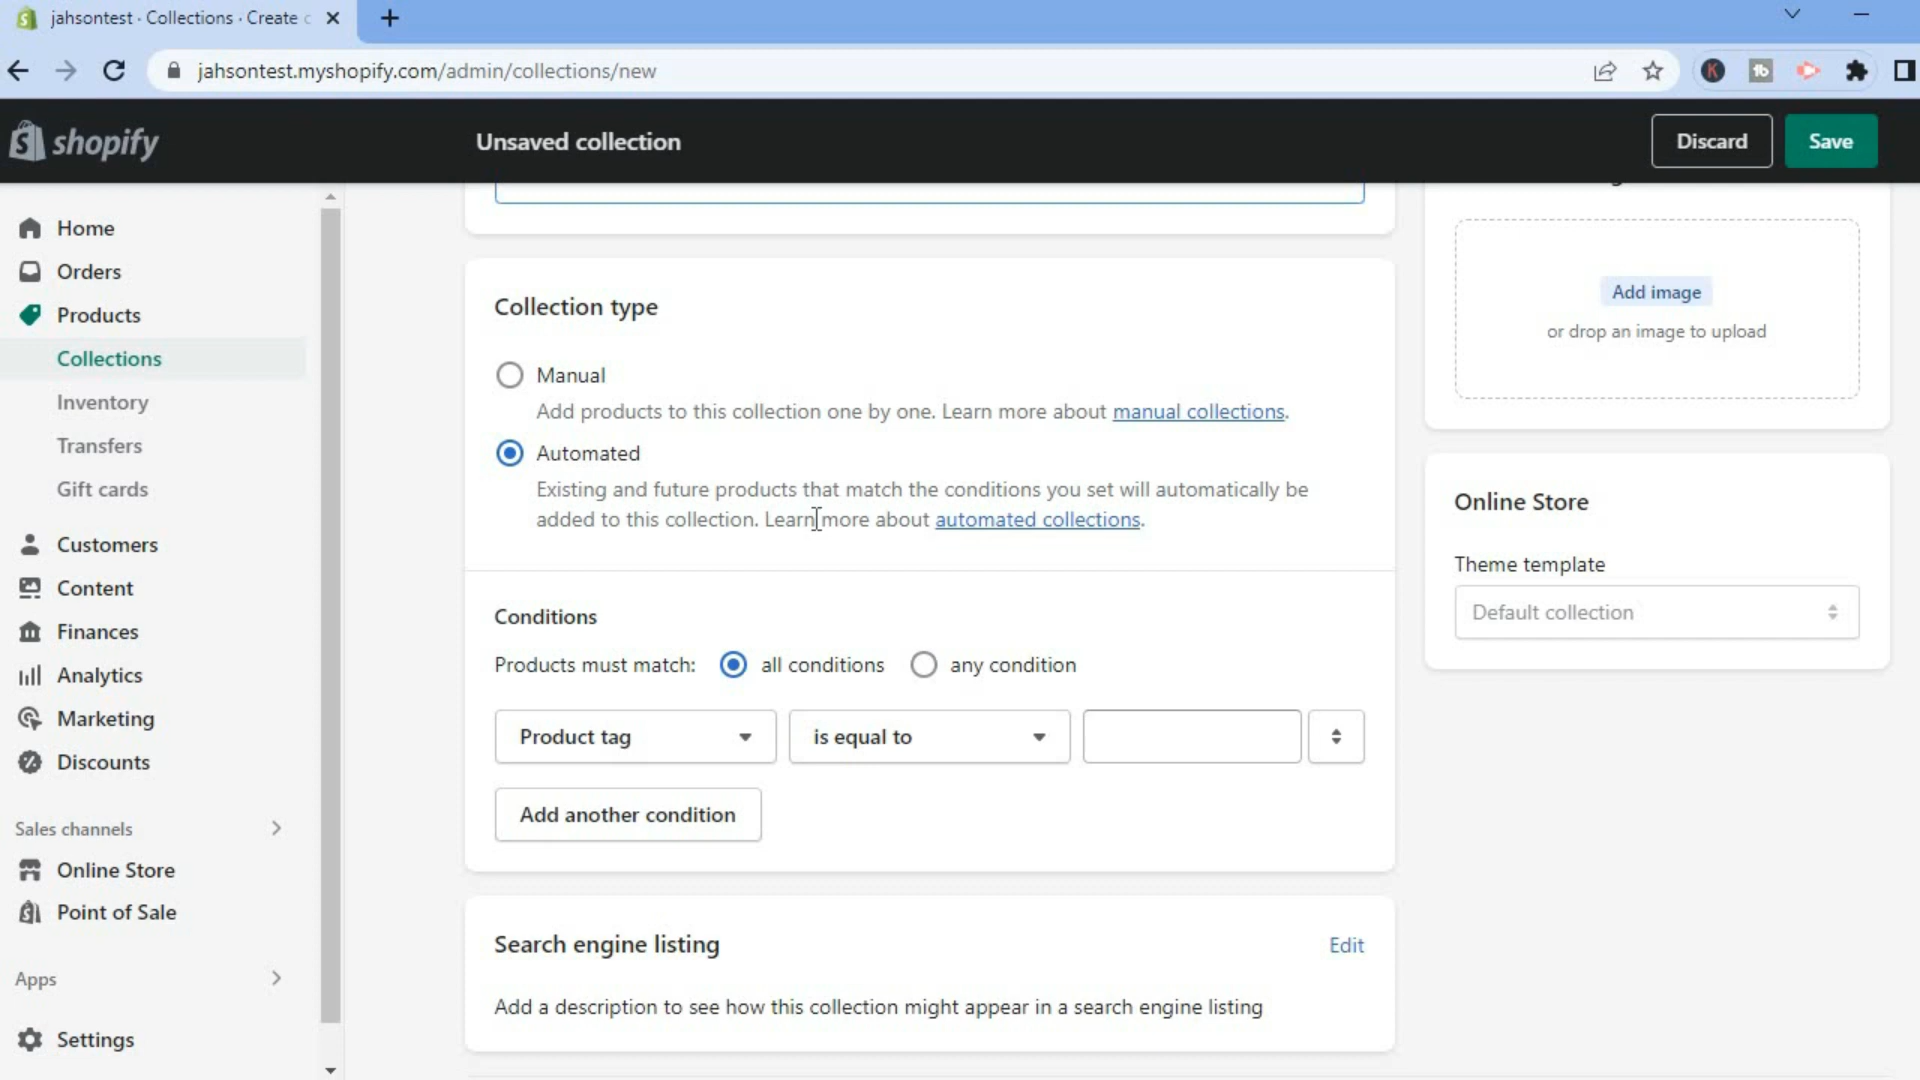 jahsontest · Collections · Create
jahsontest.myshopify.com/admin/collections/new
shopify
Unsaved collection
Discard
Save
Home
Orders
Products
Collections
Inventory
Transfers
Gift cards
Customers
Content
Finances
Analytics
Marketing
Discounts
Sales channels
Online Store
Point of Sale
Apps
Settings
Collection type
Manual
Add products to this collection one by one. Learn more about manual collections.
Automated
Existing and future products that match the conditions you set will automatically be
added to this collection. Learn more about automated collections.
Conditions
Products must match: all conditions any condition
Product tag
is equal to
Add another condition
Search engine listing
Edit
Add a description to see how this collection might appear in a search engine listing
Add image
or drop an image to upload
Online Store
Theme template
Default collection